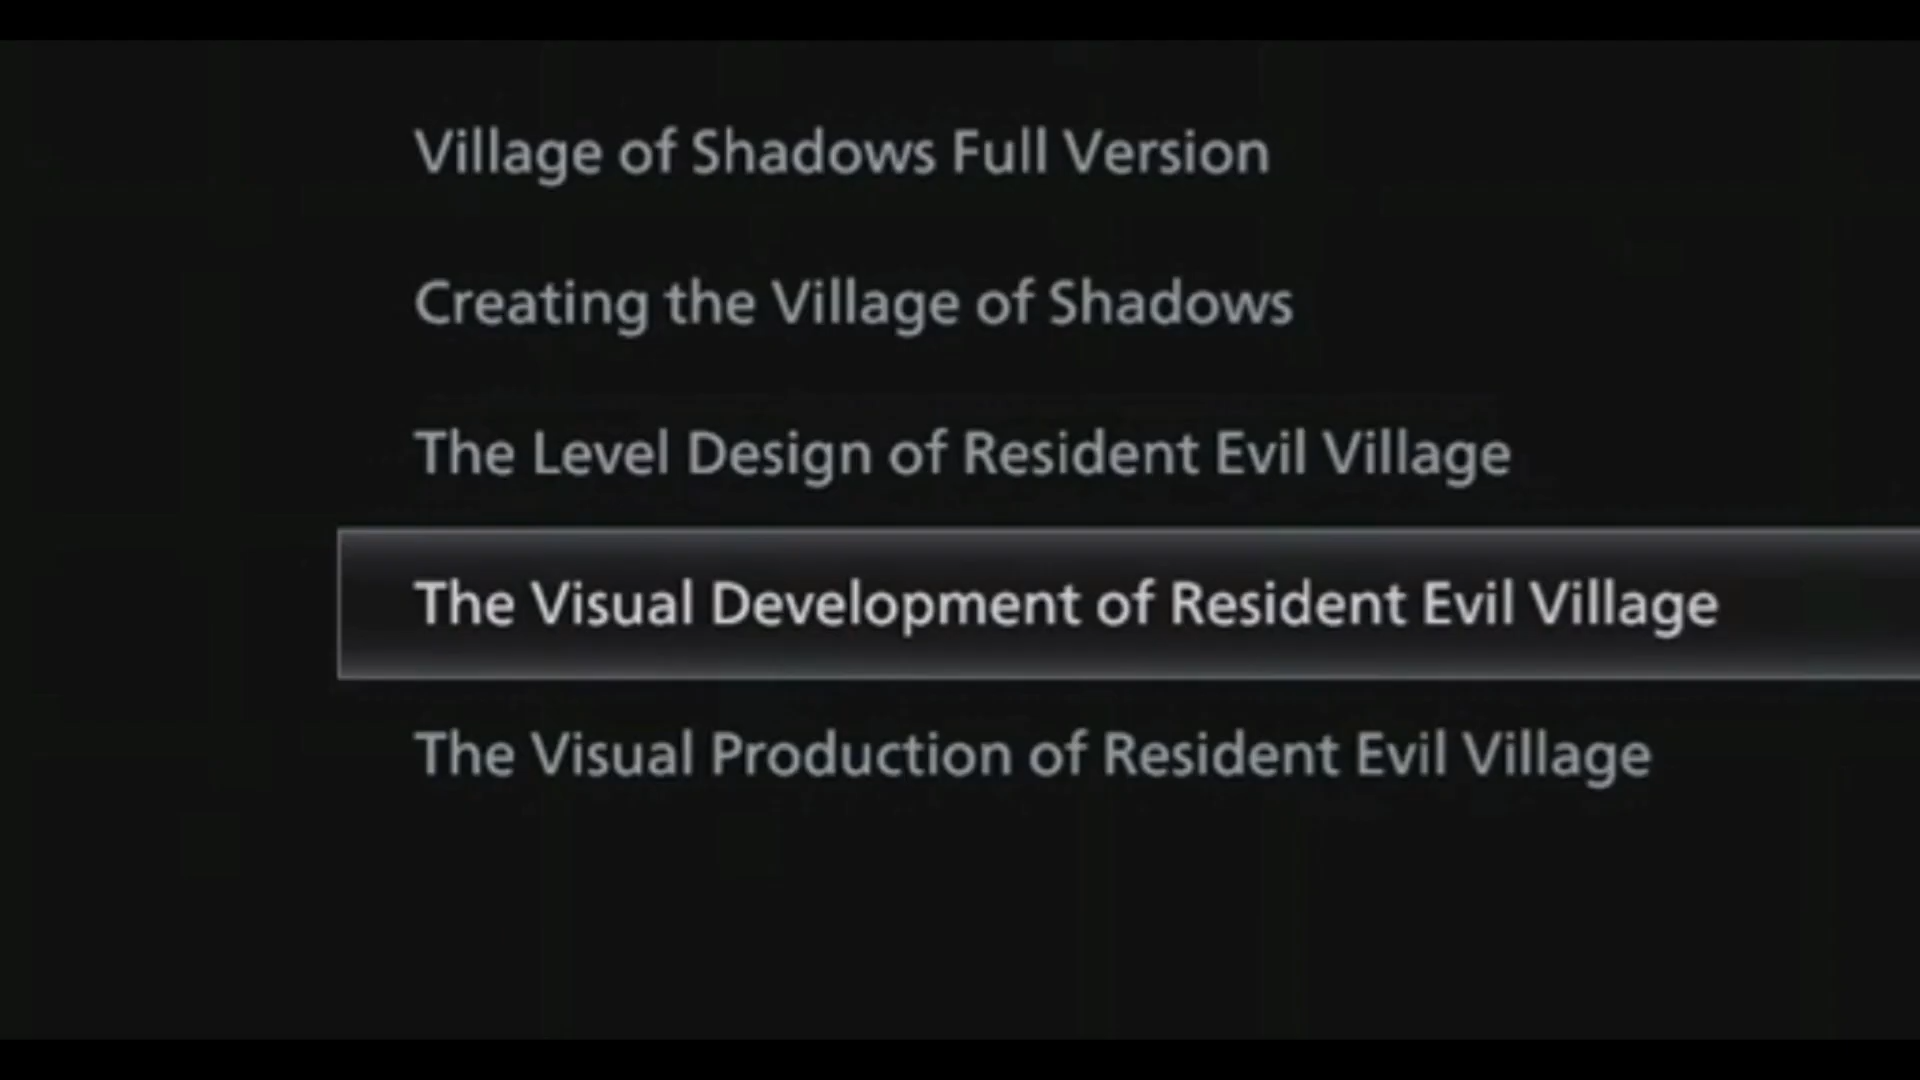 Village of Shadows Full Version
Creating the Village of Shadows
The Level Design of Resident Evil Village
The Visual Development of Resident Evil Village
The Visual Production of Resident Evil Village